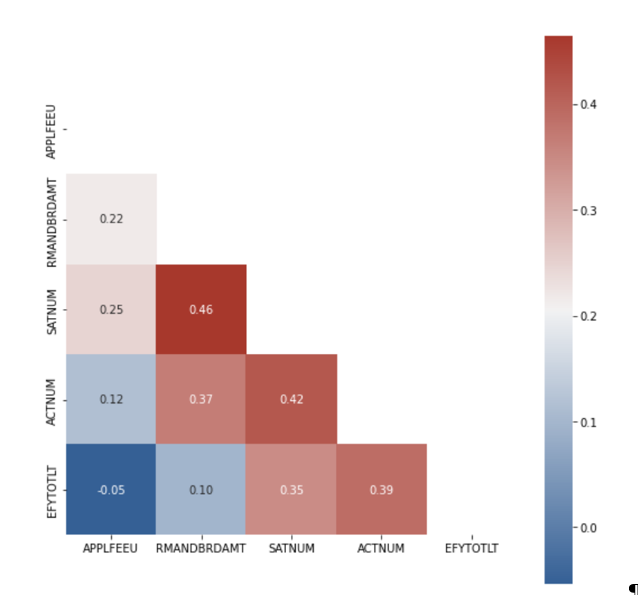 APPLFEEU
RMANDBRDAMT
0.22
SATNUM
0.25 0.46
ACTNUM
0.12 0.37 0.42
EFYTOTLT
-0.05 0.10 0.35 0.39
APPLFEEU RMANDBRDAMT SATNUM ACTNUM EFYTOTLT
0.4
0.3
0.2
0.1
0.0
¶